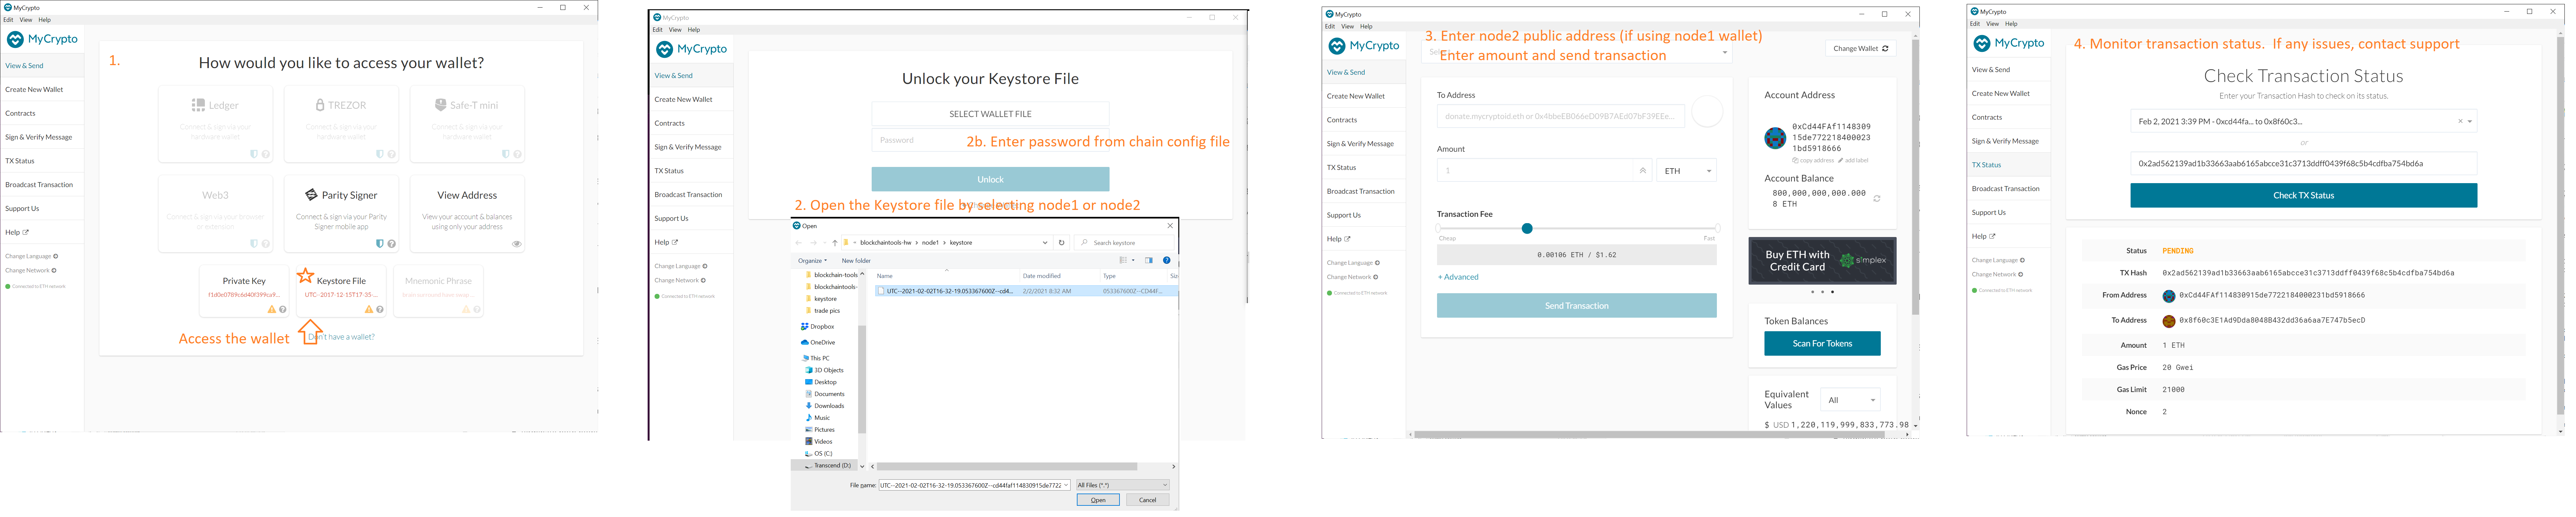 MyCrypto
Edit View Help
MyCrypto
View & Send
Create New Wallet
Contracts
Sign & Verify Message
TX Status
Broadcast Transaction
Support Us
Help
Change Language
Change Network
Connected to ETH network
1.
How would you like to access your wallet?
Ledger
Connect & sign via your
hardware wallet
TREZOR
Connect & sign via your
hardware wallet
Safe-T mini
Connect & sign via your
hardware wallet
Web3
Connect & sign via your browser
or extension
Parity Signer
Connect & sign via your Parity
Signer mobile app
View Address
View your account & balances
using only your address
Private Key
Keystore File
UTC--2017-12-15T17-35-...
Mnemonic Phrase
Access the wallet
Don't have a wallet?
MyCrypto
Edit View Help
MyCrypto
View & Send
Create New Wallet
Contracts
Sign & Verify Message
TX Status
Broadcast Transaction
Support Us
Help
Change Language
Change Network
Connected to ETH network
Unlock your Keystore File
SELECT WALLET FILE
Password
2b. Enter password from chain config file
Unlock
2. Open the Keystore file by selecting node1 or node2
Open
« blockchaintools-hw › node1 › keystore
Search keystore
Organize
New folder
Name Date modified Type
blockchain-tools
blockchaintools-
keystore
trade pics
Dropbox
OneDrive
This PC
3D Objects
Desktop
Documents
Downloads
Music
Pictures
Videos
OS (C:)
Transcend (D:)
UTC--2021-02-02T16-32-19.053367600Z--cd4... 2/2/2021 8:32 AM 053367600Z--CD44F...
File name: UTC--2021-02-02T16-32-19.053367600Z--cd44faf114830915de7722
All Files (*.*)
Open Cancel
MyCrypto
Edit View Help
MyCrypto
View & Send
Create New Wallet
Contracts
Sign & Verify Message
TX Status
Broadcast Transaction
Support Us
Help
Change Language
Change Network
Connected to ETH network
3. Enter node2 public address (if using node1 wallet)
Enter amount and send transaction
Change Wallet
To Address
donate.mycryptoid.eth or 0x4bbeEB066eD09B7AEd07bF39EEe...
Amount
1
ETH
Transaction Fee
Cheap Fast
0.00106 ETH / $1.62
+ Advanced
Send Transaction
Account Address
0xCd44FAf1148309
15de772218400023
1bd5918666
copy address add label
Account Balance
800,000,000,000.000
8 ETH
Buy ETH with
Credit Card
simplex
Token Balances
Scan For Tokens
Equivalent
Values
All
$ USD 1,220,119,999,833,773.98
MyCrypto
Edit View Help
MyCrypto
View & Send
Create New Wallet
Contracts
Sign & Verify Message
TX Status
Broadcast Transaction
Support Us
Help
Change Language
Change Network
Connected to ETH network
4. Monitor transaction status. If any issues, contact support
Check Transaction Status
Enter your Transaction Hash to check on its status.
Feb 2, 2021 3:39 PM - 0xcd44fa... to 0x8f60c3...
or
0x2ad562139ad1b33663aab6165abcce31c3713ddff0439f68c5b4cdfba754bd6a
Check TX Status
Status PENDING
TX Hash 0x2ad562139ad1b33663aab6165abcce31c3713ddff0439f68c5b4cdfba754bd6a
From Address 0xCd44FAf114830915de7722184000231bd5918666
To Address 0x8f60c3E1Ad9Dda8048B432dd36a6aa7E747b5ecD
Amount 1 ETH
Gas Price 20 Gwei
Gas Limit 21000
Nonce 2